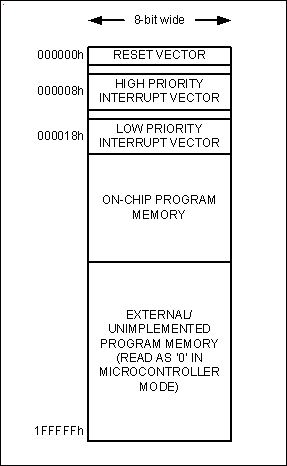 8-bit wide
000000h
RESET VECTOR
000008h
HIGH PRIORITY
INTERRUPT VECTOR
000018h
LOW PRIORITY
INTERRUPT VECTOR
ON-CHIP PROGRAM
MEMORY
EXTERNAL/
UNIMPLEMENTED
PROGRAM MEMORY
(READ AS '0' IN
MICROCONTROLLER
MODE)
1FFFFFh